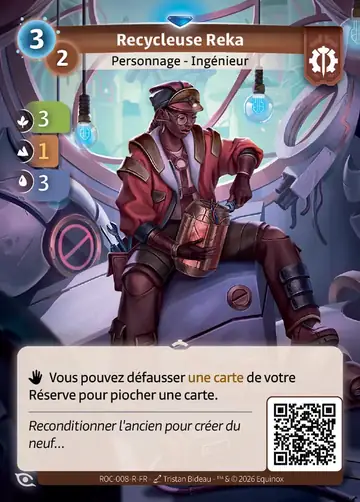 3
2
Recycleuse Reka
Personnage - Ingénieur
3
1
3
Vous pouvez défausser une carte de votre
Réserve pour piocher une carte.
Reconditionner l'ancien pour créer du
neuf...
ROC-008-R-FR - Tristan Bideau - ™ & © 2026 Equinox